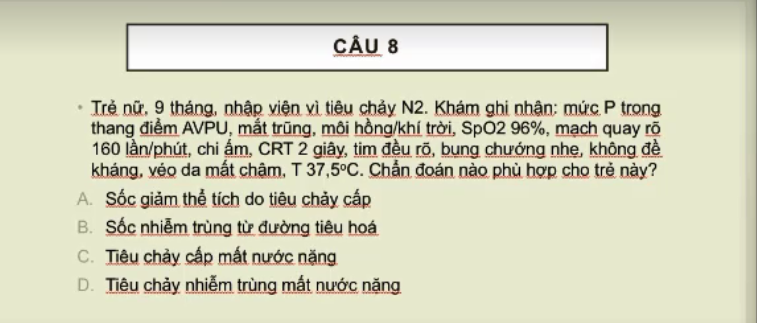 CÂU 8
• Trẻ nữ, 9 tháng, nhập viện vì tiêu chảy N2. Khám ghi nhận: mức P trong
thang điểm AVPU, mắt trũng, môi hồng/khí trời, SpO2 96%, mạch quay rõ
160 lần/phút, chi ấm, CRT 2 giây, tim đều rõ, bụng chướng nhẹ, không đề
kháng, véo da mất chậm, T 37,5ºC. Chẩn đoán nào phù hợp cho trẻ này?
A. Sốc giảm thể tích do tiêu chảy cấp
B. Sốc nhiễm trùng từ đường tiêu hoá
C. Tiêu chảy cấp mất nước nặng
D. Tiêu chảy nhiễm trùng mất nước nặng